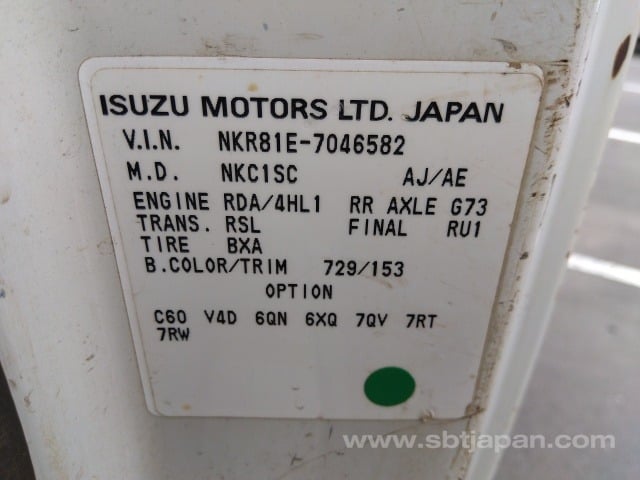 ISUZU MOTORS LTD. JAPAN
V.I.N. NKR81E-7046582
M.D. NKC1SC AJ/AE
ENGINE RDA/4HL1 RR AXLE G73
TRANS. RSL FINAL RU1
TIRE BXA
B.COLOR/TRIM 729/153
OPTION
C60 V4D 6QN 6XQ 7QV 7RT
7RW
www.sbtjapan.com